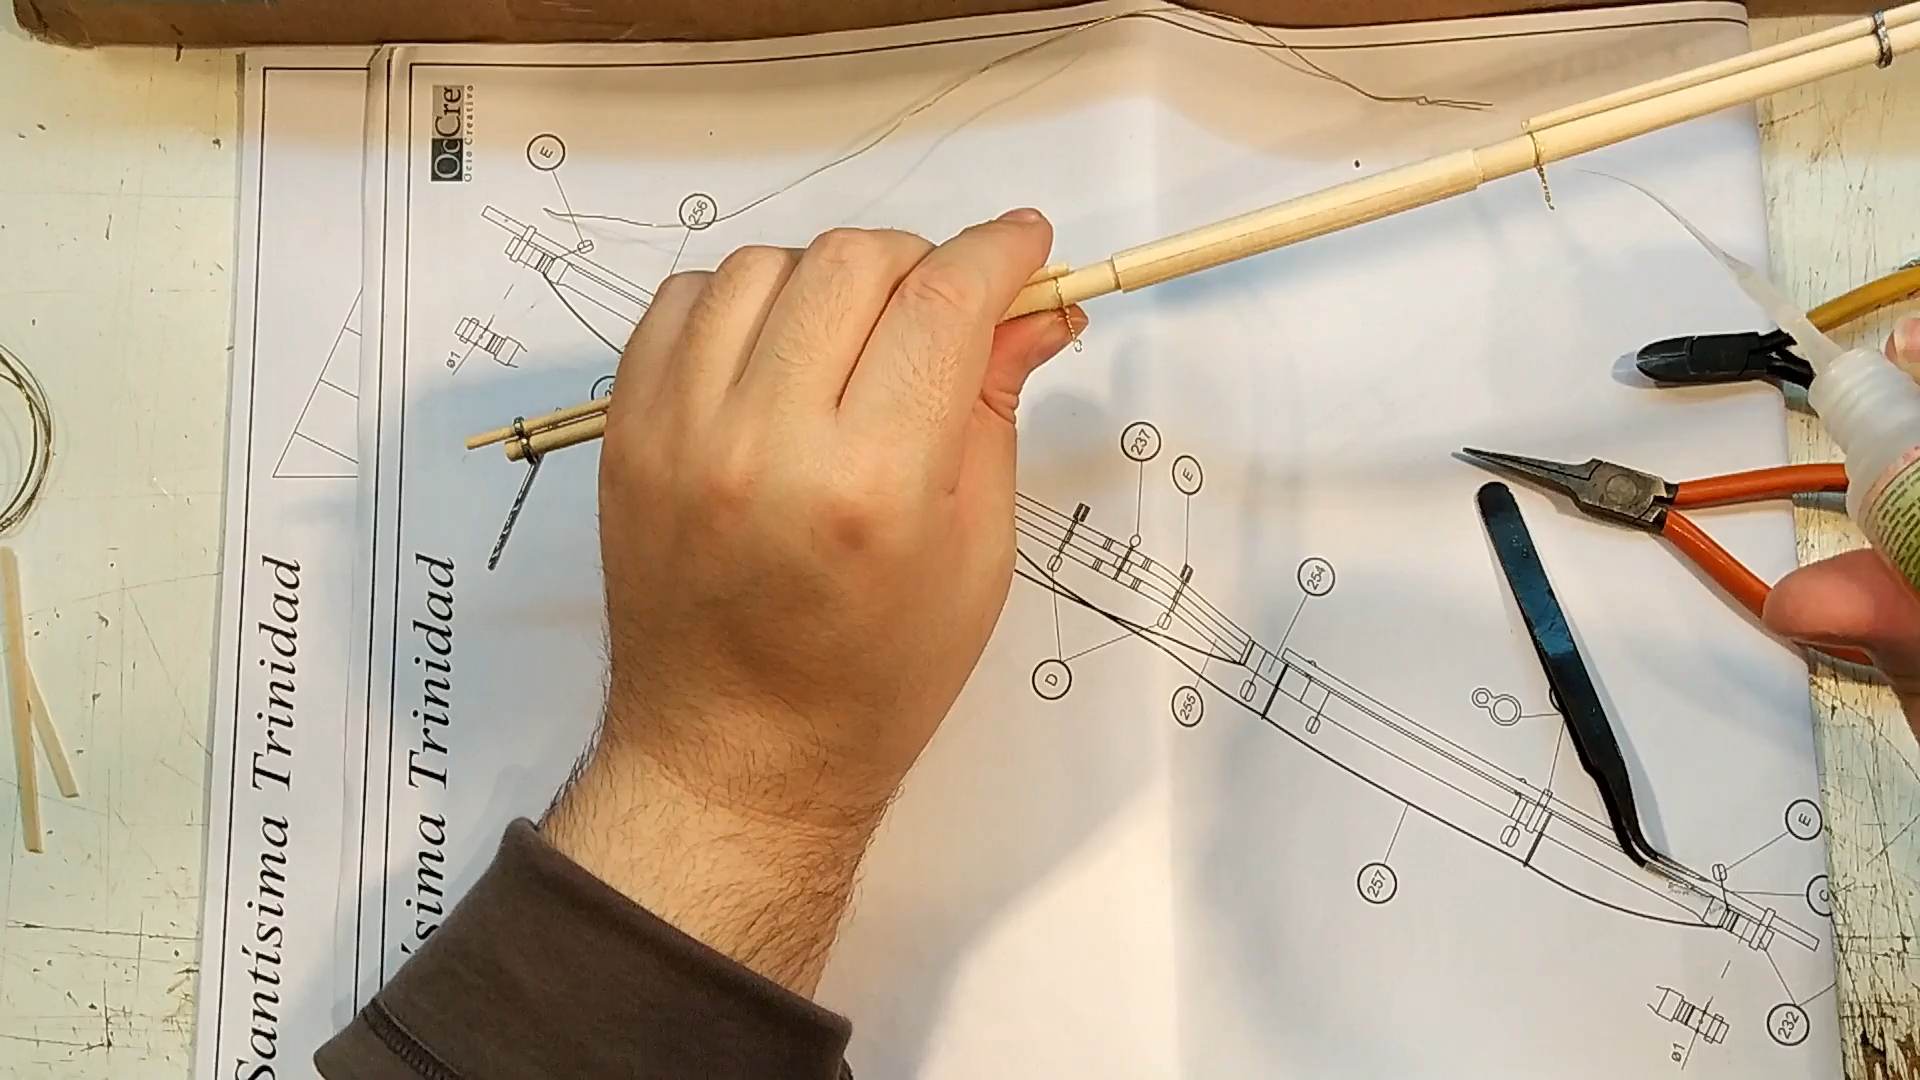 OcCre
Ocio Creativo
E
256
Santísima Trinidad
ísima Trinidad
ø1
237
E
254
D
255
257
E
232
ø1